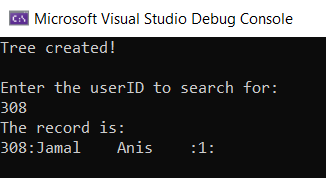 Microsoft Visual Studio Debug Console
Tree created!
Enter the userID to search for:
308
The record is:
308:Jamal    Anis    :1: